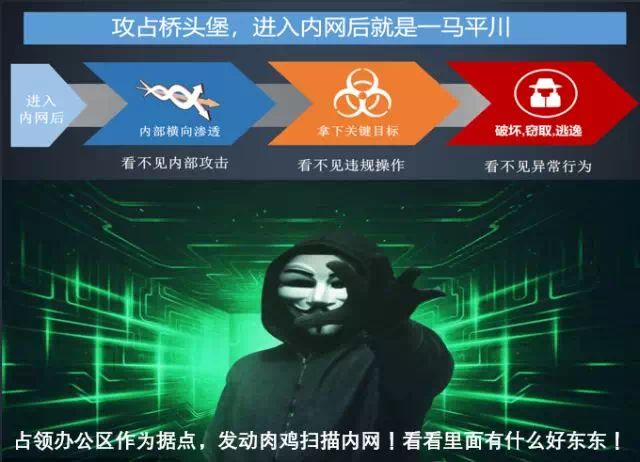 攻占桥头堡，进入内网后就是一马平川
进入
内网后
内部横向渗透
拿下关键目标
破坏,窃取,逃逸
看不见内部攻击
看不见违规操作
看不见异常行为
占领办公区作为据点，发动肉鸡扫描内网！看看里面有什么好东东！